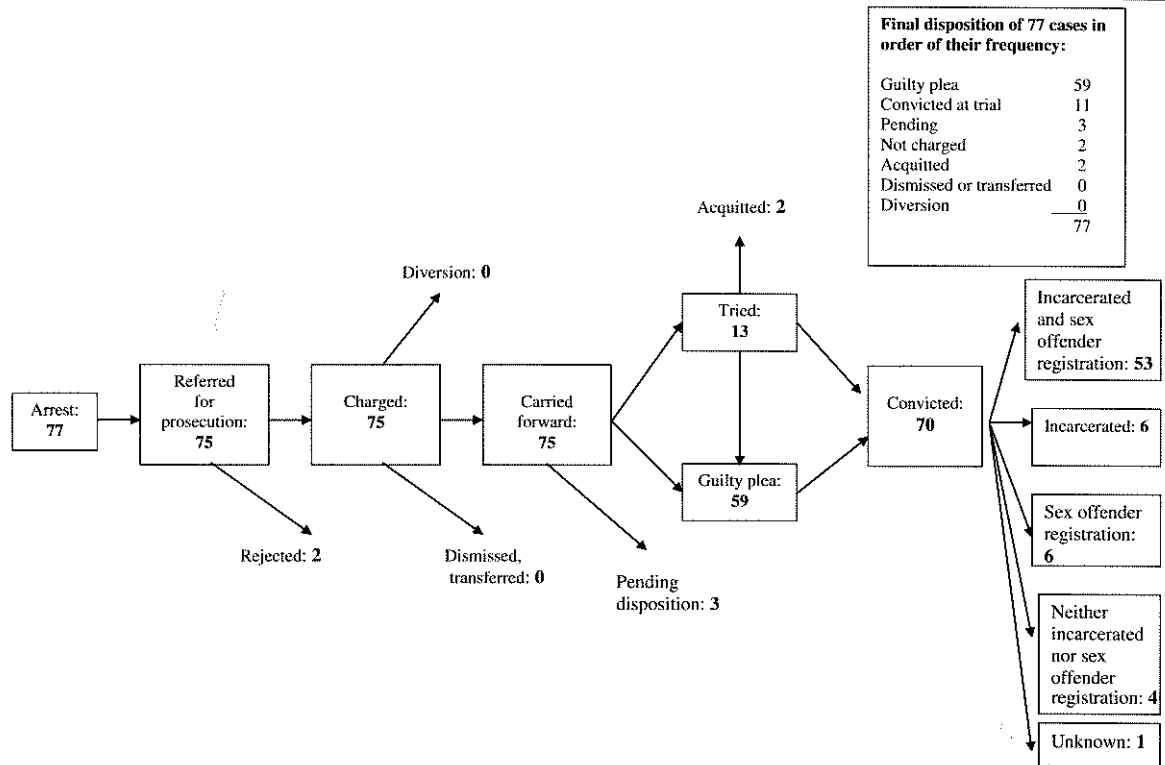 Final disposition of 77 cases in
order of their frequency:
Guilty plea 59
Convicted at trial 11
Pending 3
Not charged 2
Acquitted 2
Dismissed or transferred 0
Diversion 0
77
Acquitted: 2
Diversion: 0
Tried:
13
Incarcerated
and sex
offender
registration: 53
Arrest:
77
Referred
for
prosecution:
75
Charged:
75
Carried
forward:
75
Convicted:
70
Incarcerated: 6
Guilty plea:
59
Sex offender
registration:
6
Rejected: 2
Dismissed,
transferred: 0
Pending
disposition: 3
Neither
incarcerated
nor sex
offender
registration: 4
Unknown: 1